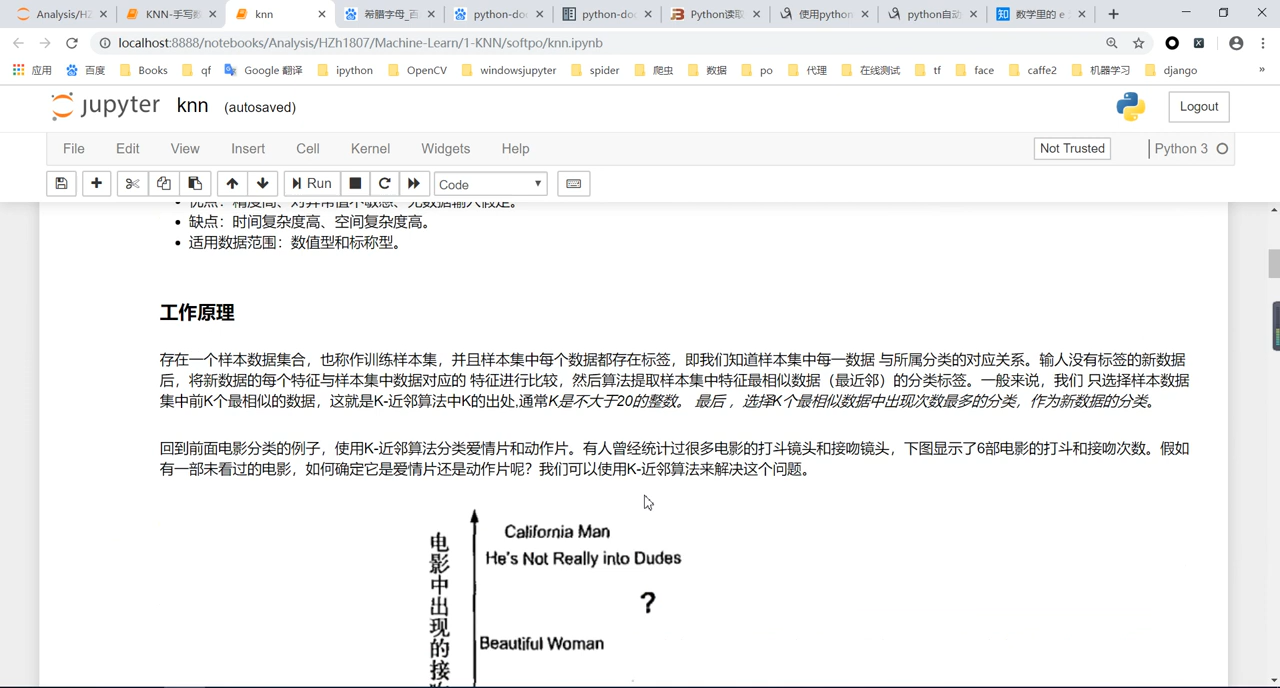 Analysis/HZ
KNN-手写数
knn
希腊字母_百
python-doc
python-doc
Python读取
使用python
python自动
数学里的 e
localhost:8888/notebooks/Analysis/HZh1807/Machine-Learn/1-KNN/softpo/knn.ipynb
应用
百度
Books
qf
Google 翻译
ipython
OpenCV
windowsjupyter
spider
爬虫
数据
po
代理
在线测试
tf
face
caffe2
机器学习
django
»
jupyter knn (autosaved)
Logout
File Edit View Insert Cell Kernel Widgets Help
Not Trusted
Python 3
Run
Code
优点：精度高、对异常值不敏感、无数据输入假定。
缺点：时间复杂度高、空间复杂度高。
适用数据范围：数值型和标称型。
工作原理
存在一个样本数据集合，也称作训练样本集，并且样本集中每个数据都存在标签，即我们知道样本集中每一数据 与所属分类的对应关系。输人没有标签的新数据
后，将新数据的每个特征与样本集中数据对应的 特征进行比较，然后算法提取样本集中特征最相似数据（最近邻）的分类标签。一般来说，我们 只选择样本数据
集中前K个最相似的数据，这就是K-近邻算法中K的出处,通常K是不大于20的整数。 最后 ，选择K个最相似数据中出现次数最多的分类，作为新数据的分类。
回到前面电影分类的例子，使用K-近邻算法分类爱情片和动作片。有人曾经统计过很多电影的打斗镜头和接吻镜头，下图显示了6部电影的打斗和接吻次数。假如
有一部未看过的电影，如何确定它是爱情片还是动作片呢？我们可以使用K-近邻算法来解决这个问题。
电影中出现的接
California Man
He's Not Really into Dudes
?
Beautiful Woman